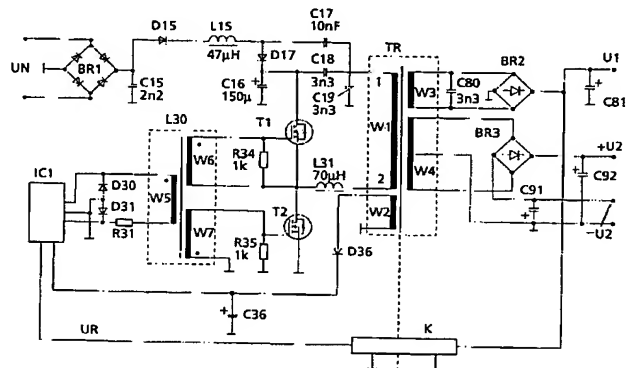 C17
10nF
D15
L15
47µH
D17
C18
3n3
TR
BR2
U1
UN
BR1
C15
2n2
C16
150µ
C19
3n3
1
W1
2
W3
C80
3n3
C81
L30
T1
BR3
+U2
IC1
D30
D31
R31
W5
W6
R34
1k
L31
70µH
W4
C92
W7
T2
R35
1k
W2
D36
C91
-U2
C36
UR
K